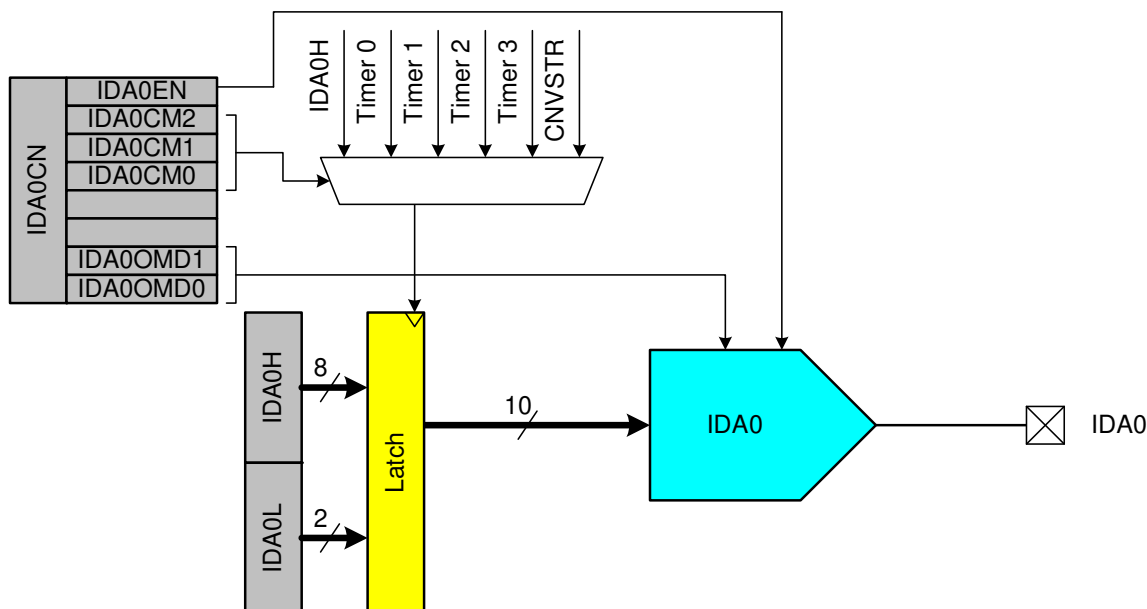 IDA0CN
IDA0EN
IDA0CM2
IDA0CM1
IDA0CM0
IDA0OMD1
IDA0OMD0
IDA0H
Timer 0
Timer 1
Timer 2
Timer 3
CNVSTR
IDA0H
IDA0L
8
2
Latch
10
IDA0
IDA0